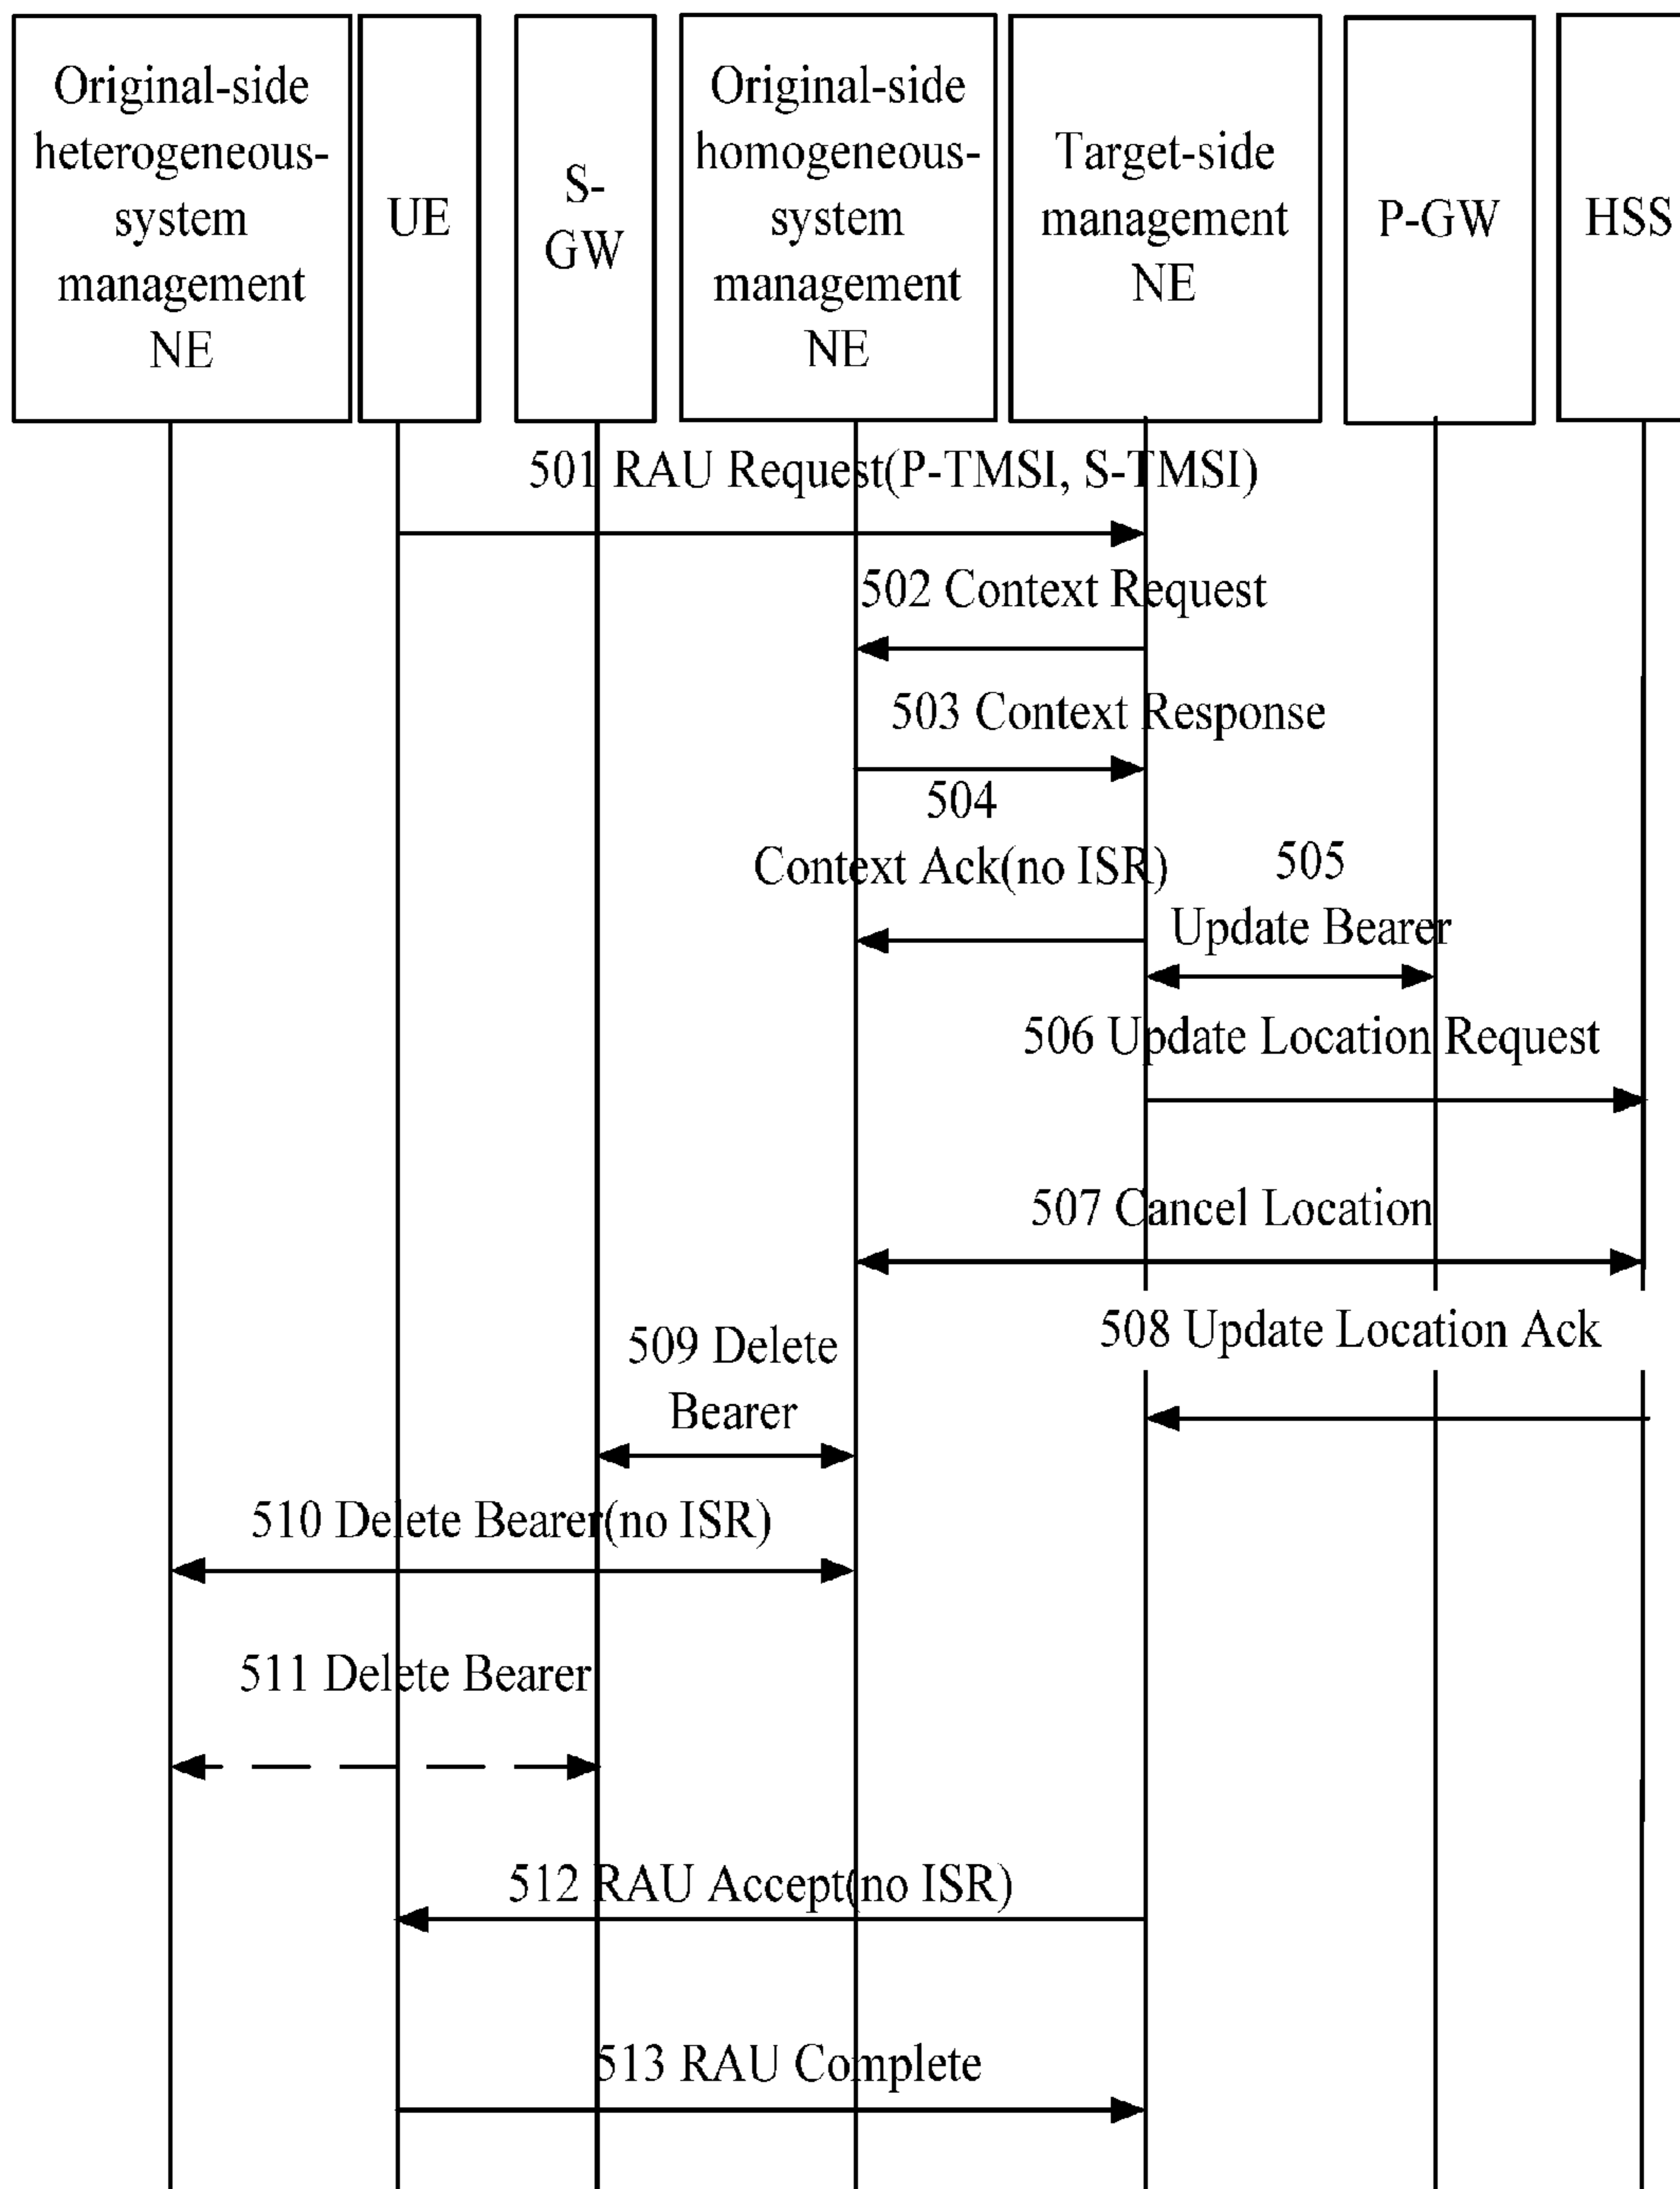 Original-side
heterogeneous-
system
management
NE
UE
S-
GW
Original-side
homogeneous-
system
management
NE
Target-side
management
NE
P-GW
HSS
501 RAU Request(P-TMSI, S-TMSI)
502 Context Request
503 Context Response
504
Context Ack(no ISR)
505
Update Bearer
506 Update Location Request
507 Cancel Location
508 Update Location Ack
509 Delete
Bearer
510 Delete Bearer(no ISR)
511 Delete Bearer
512 RAU Accept(no ISR)
513 RAU Complete